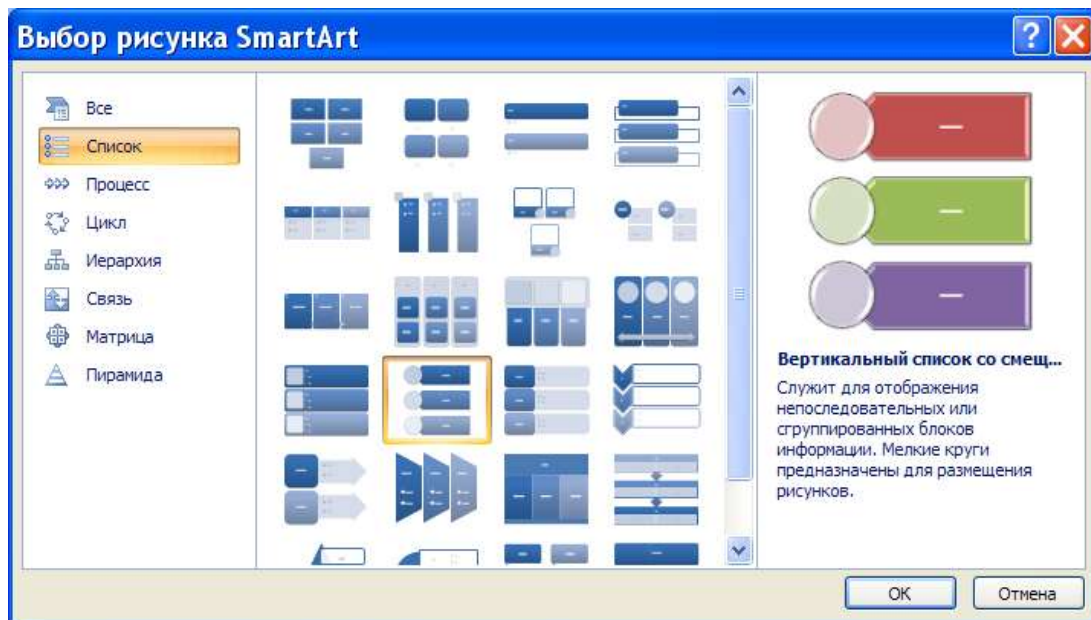 Выбор рисунка SmartArt
Все
Список
Процесс
Цикл
Иерархия
Связь
Матрица
Пирамида
Вертикальный список со смещ...
Служит для отображения
непоследовательных или
сгруппированных блоков
информации. Мелкие круги
предназначены для размещения
рисунков.
ОК
Отмена